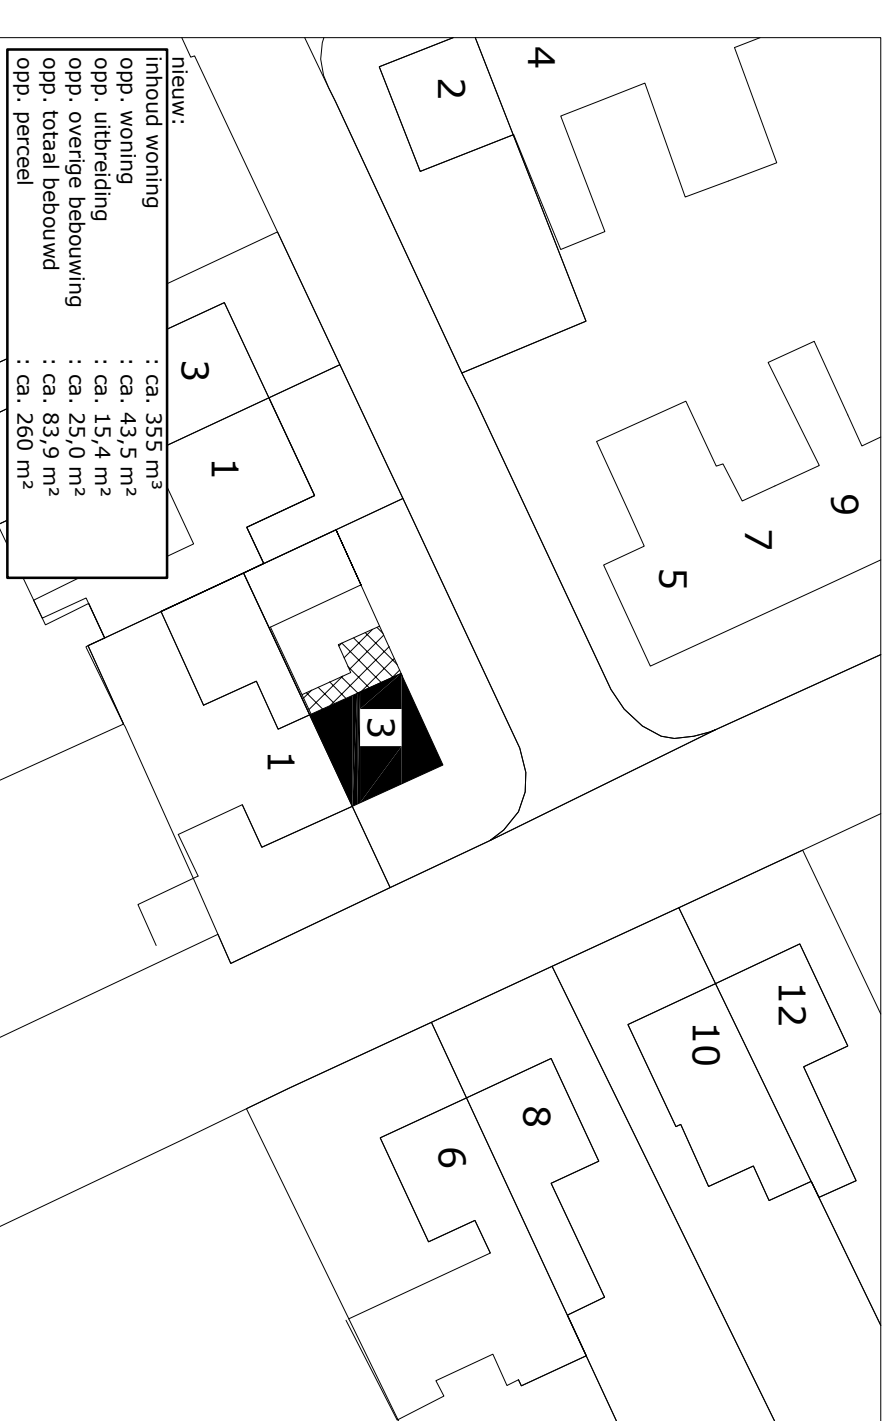 nieuw:
inhoud woning : ca. 355 m³
opp. woning : ca. 43,5 m²
opp. uitbreiding : ca. 15,4 m²
opp. overige bebouwing : ca. 25,0 m²
opp. totaal bebouwd : ca. 83,9 m²
opp. perceel : ca. 260 m²
4
2
9
7
5
3
1
3
1
12
10
8
6